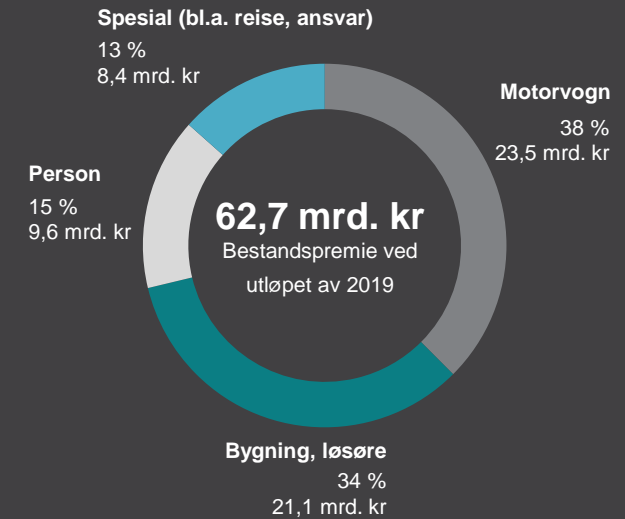 Spesial (bl.a. reise, ansvar)
13 %
8,4 mrd. kr
Motorvogn
38 %
23,5 mrd. kr
Person
15 %
9,6 mrd. kr
62,7 mrd. kr
Bestandspremie ved
utløpet av 2019
Bygning, løsøre
34 %
21,1 mrd. kr